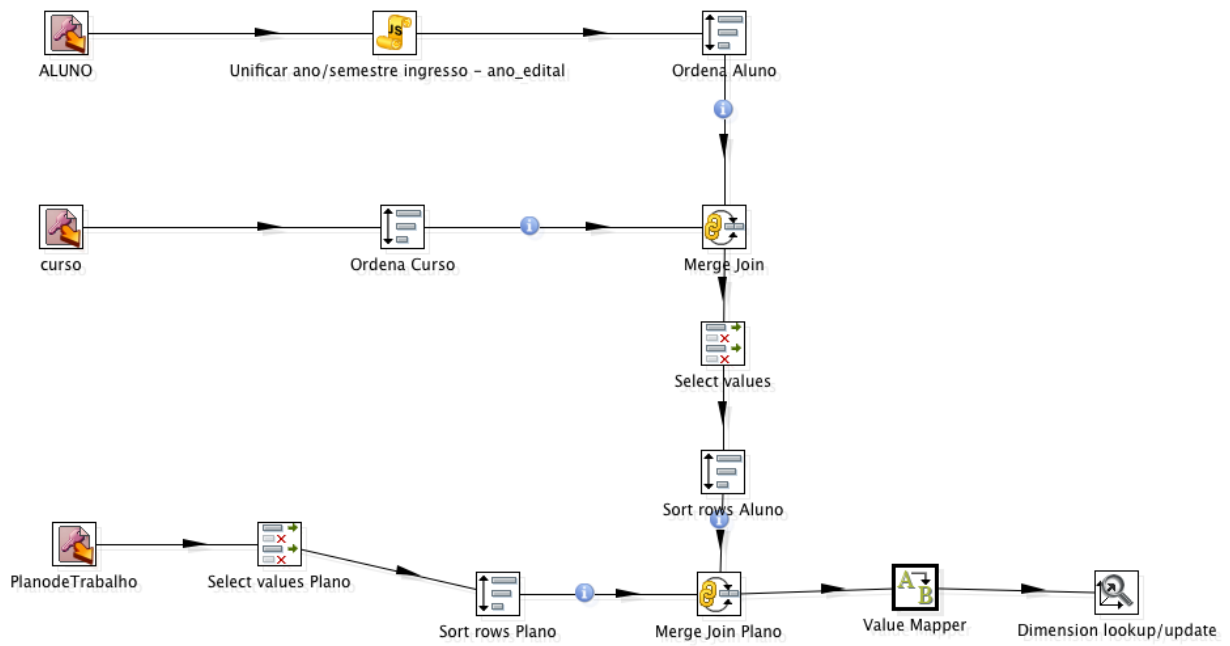 ALUNO
Unificar ano/semestre ingresso - ano_edital
Ordena Aluno
curso
Ordena Curso
Merge Join
Select values
Sort rows Aluno
PlanodeTrabalho
Select values Plano
Sort rows Plano
Merge Join Plano
Value Mapper
Dimension lookup/update
JS
i
i
i
i
A
B